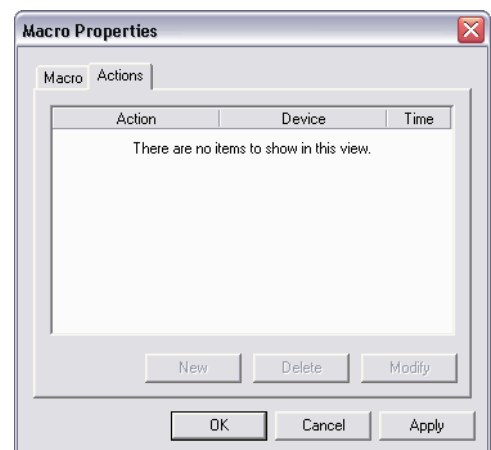 Macro Properties
Macro Actions
Action Device Time
There are no items to show in this view.
New Delete Modify
OK Cancel Apply